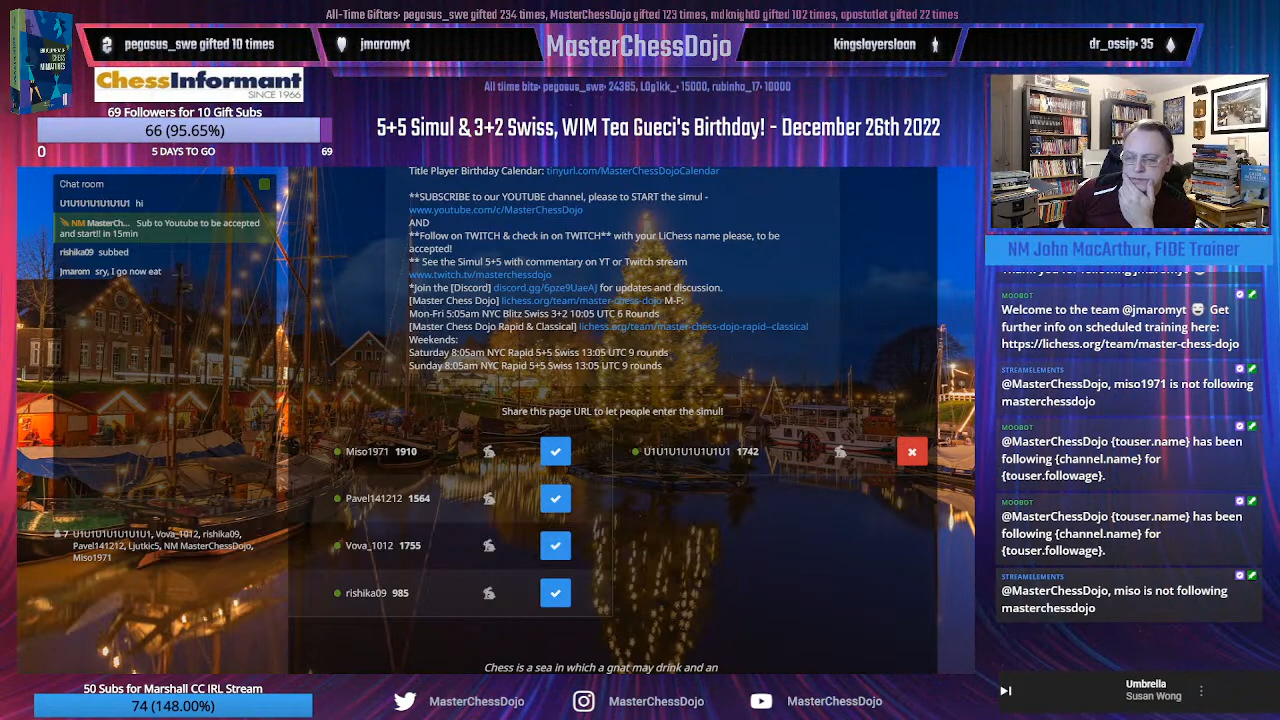 All-Time Gifters• pegasus_swe gifted 234 times, MasterChessDojo gifted 123 times, mdknight0 gifted 102 times, apostatlet gifted 22 times
pegasus_swe gifted 10 times
jmaromyt
MasterChessDojo
kingslayersloan
dr_ossip• 35
ChessInformant
SINCE 1966
All time bits• pegasus_swe• 24385, L0g1kk_• 15000, rubinho_17• 10000
69 Followers for 10 Gift Subs
66 (95.65%)
0
5 DAYS TO GO
69
5+5 Simul & 3+2 Swiss, WIM Tea Gueci's Birthday! - December 26th 2022
Chat room
U1U1U1U1U1U1U1 hi
NM MasterCh... Sub to Youtube to be accepted
and start!! in 15min
rishika09 subbed
Jmarom sry, I go now eat
7 U1U1U1U1U1U1U1, Vova_1012, rishika09,
Pavel141212, Ljutkic5, NM MasterChessDojo,
Miso1971
Title Player Birthday Calendar: tinyurl.com/MasterChessDojoCalendar
**SUBSCRIBE to our YOUTUBE channel, please to START the simul -
www.youtube.com/c/MasterChessDojo
AND
**Follow on TWITCH & check in on TWITCH** with your LiChess name please, to be
accepted!
** See the Simul 5+5 with commentary on YT or Twitch stream
www.twitch.tv/masterchessdojo
*Join the [Discord] discord.gg/6pze9UaeAJ for updates and discussion.
[Master Chess Dojo] lichess.org/team/master-chess-dojo M-F:
Mon-Fri 5:05am NYC Blitz Swiss 3+2 10:05 UTC 6 Rounds
[Master Chess Dojo Rapid & Classical] lichess.org/team/master-chess-dojo-rapid--classical
Weekends:
Saturday 8:05am NYC Rapid 5+5 Swiss 13:05 UTC 9 rounds
Sunday 8:05am NYC Rapid 5+5 Swiss 13:05 UTC 9 rounds
Share this page URL to let people enter the simul!
Miso1971 1910
U1U1U1U1U1U1U1 1742
Pavel141212 1564
Vova_1012 1755
rishika09 985
Chess is a sea in which a gnat may drink and an
NM John MacArthur, FIDE Trainer
Thank you for following jmaromyt
MOOBOT
Welcome to the team @jmaromyt Get
further info on scheduled training here:
https://lichess.org/team/master-chess-dojo
STREAMELEMENTS
@MasterChessDojo, miso1971 is not following
masterchessdojo
MOOBOT
@MasterChessDojo {touser.name} has been
following {channel.name} for
{touser.followage}.
MOOBOT
@MasterChessDojo {touser.name} has been
following {channel.name} for
{touser.followage}.
STREAMELEMENTS
@MasterChessDojo, miso is not following
masterchessdojo
50 Subs for Marshall CC IRL Stream
74 (148.00%)
MasterChessDojo
MasterChessDojo
MasterChessDojo
Umbrella
Susan Wong